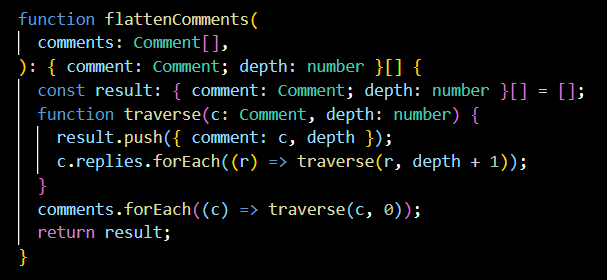 function flattenComments(
  comments: Comment[],
): { comment: Comment; depth: number }[] {
  const result: { comment: Comment; depth: number }[] = [];
  function traverse(c: Comment, depth: number) {
    result.push({ comment: c, depth });
    c.replies.forEach((r) => traverse(r, depth + 1));
  }
  comments.forEach((c) => traverse(c, 0));
  return result;
}